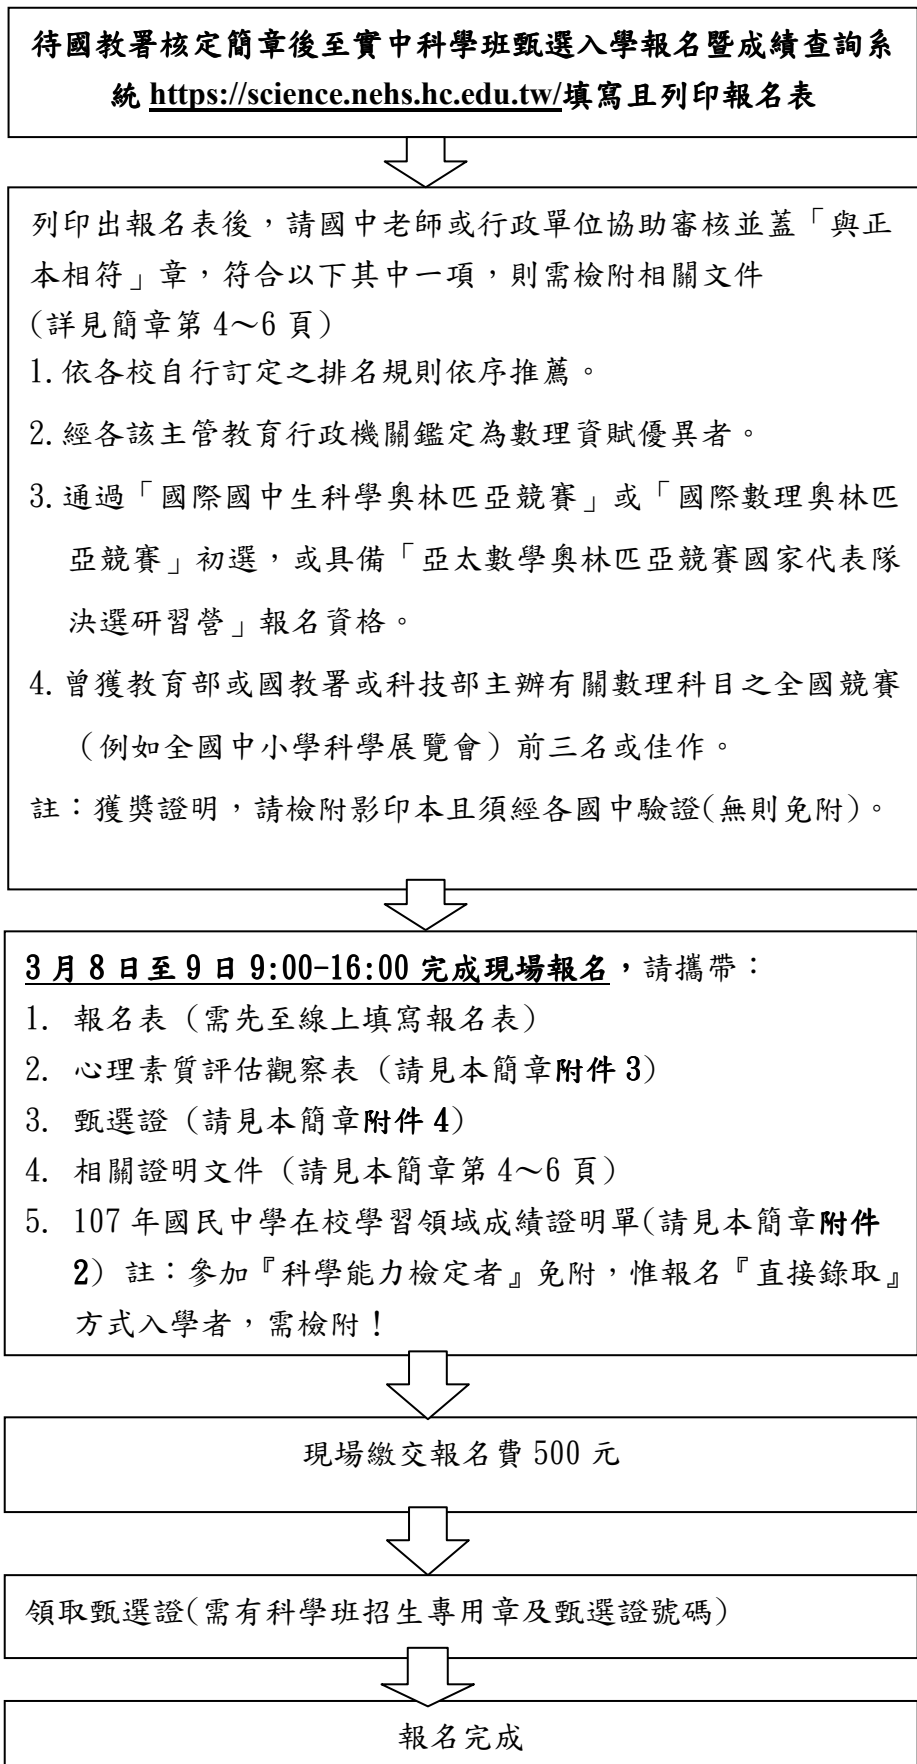 待國教署核定簡章後至實中科學班甄選入學報名暨成績查詢系
統 https://science.nehs.hc.edu.tw/填寫且列印報名表
列印出報名表後，請國中老師或行政單位協助審核並蓋「與正
本相符」章，符合以下其中一項，則需檢附相關文件
(詳見簡章第 4～6 頁)
1.依各校自行訂定之排名規則依序推薦。
2.經各該主管教育行政機關鑑定為數理資賦優異者。
3.通過「國際國中生科學奧林匹亞競賽」或「國際數理奧林匹
亞競賽」初選，或具備「亞太數學奧林匹亞競賽國家代表隊
決選研習營」報名資格。
4.曾獲教育部或國教署或科技部主辦有關數理科目之全國競賽
（例如全國中小學科學展覽會）前三名或佳作。
註：獲獎證明，請檢附影印本且須經各國中驗證(無則免附)。
3 月 8 日至 9 日 9:00-16:00 完成現場報名，請攜帶：
1. 報名表 (需先至線上填寫報名表)
2. 心理素質評估觀察表 (請見本簡章附件 3)
3. 甄選證 (請見本簡章附件 4)
4. 相關證明文件 (請見本簡章第 4～6 頁)
5. 107 年國民中學在校學習領域成績證明單(請見本簡章附件
2) 註：參加『科學能力檢定者』免附，惟報名『直接錄取』
方式入學者，需檢附！
現場繳交報名費 500 元
領取甄選證(需有科學班招生專用章及甄選證號碼)
報名完成